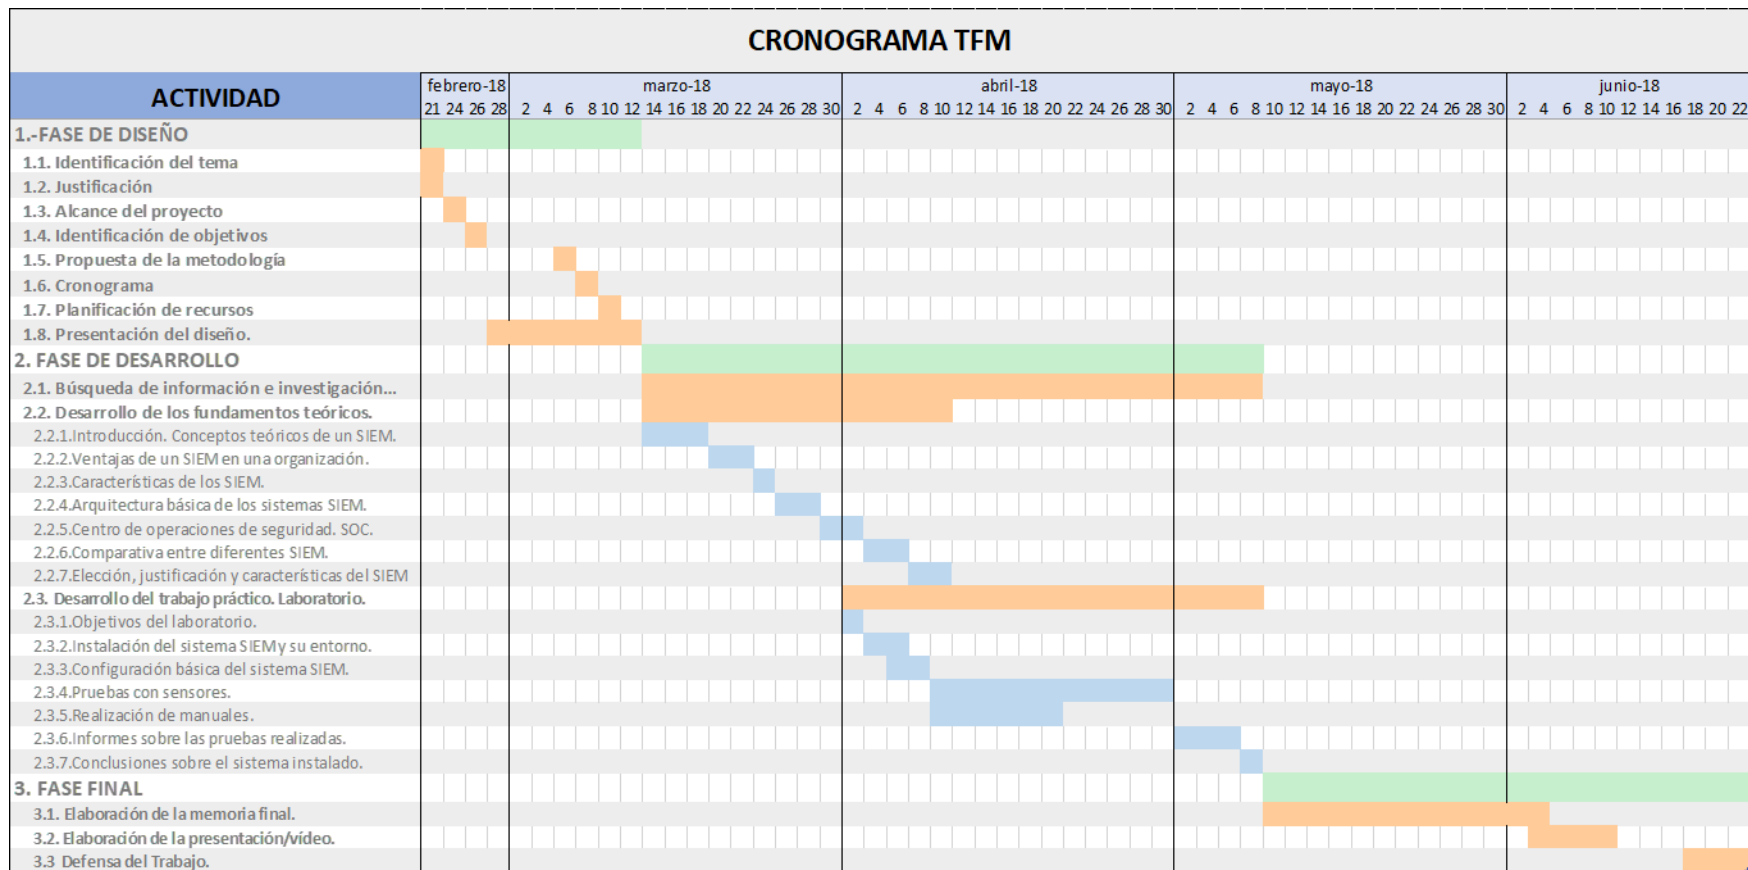 CRONOGRAMA TFM
ACTIVIDAD
febrero-18 marzo-18 abril-18 mayo-18 junio-18
21 24 26 28 2 4 6 8 10 12 14 16 18 20 22 24 26 28 30 2 4 6 8 10 12 14 16 18 20 22 24 26 28 30 2 4 6 8 10 12 14 16 18 20 22 24 26 28 30 2 4 6 8 10 12 14 16 18 20 22
1.-FASE DE DISEÑO
1.1. Identificación del tema
1.2. Justificación
1.3. Alcance del proyecto
1.4. Identificación de objetivos
1.5. Propuesta de la metodología
1.6. Cronograma
1.7. Planificación de recursos
1.8. Presentación del diseño.
2. FASE DE DESARROLLO
2.1. Búsqueda de información e investigación...
2.2. Desarrollo de los fundamentos teóricos.
2.2.1.Introducción. Conceptos teóricos de un SIEM.
2.2.2.Ventajas de un SIEM en una organización.
2.2.3.Características de los SIEM.
2.2.4.Arquitectura básica de los sistemas SIEM.
2.2.5.Centro de operaciones de seguridad. SOC.
2.2.6.Comparativa entre diferentes SIEM.
2.2.7.Elección, justificación y características del SIEM
2.3. Desarrollo del trabajo práctico. Laboratorio.
2.3.1.Objetivos del laboratorio.
2.3.2.Instalación del sistema SIEM y su entorno.
2.3.3.Configuración básica del sistema SIEM.
2.3.4.Pruebas con sensores.
2.3.5.Realización de manuales.
2.3.6.Informes sobre las pruebas realizadas.
2.3.7.Conclusiones sobre el sistema instalado.
3. FASE FINAL
3.1. Elaboración de la memoria final.
3.2. Elaboración de la presentación/vídeo.
3.3 Defensa del Trabajo.